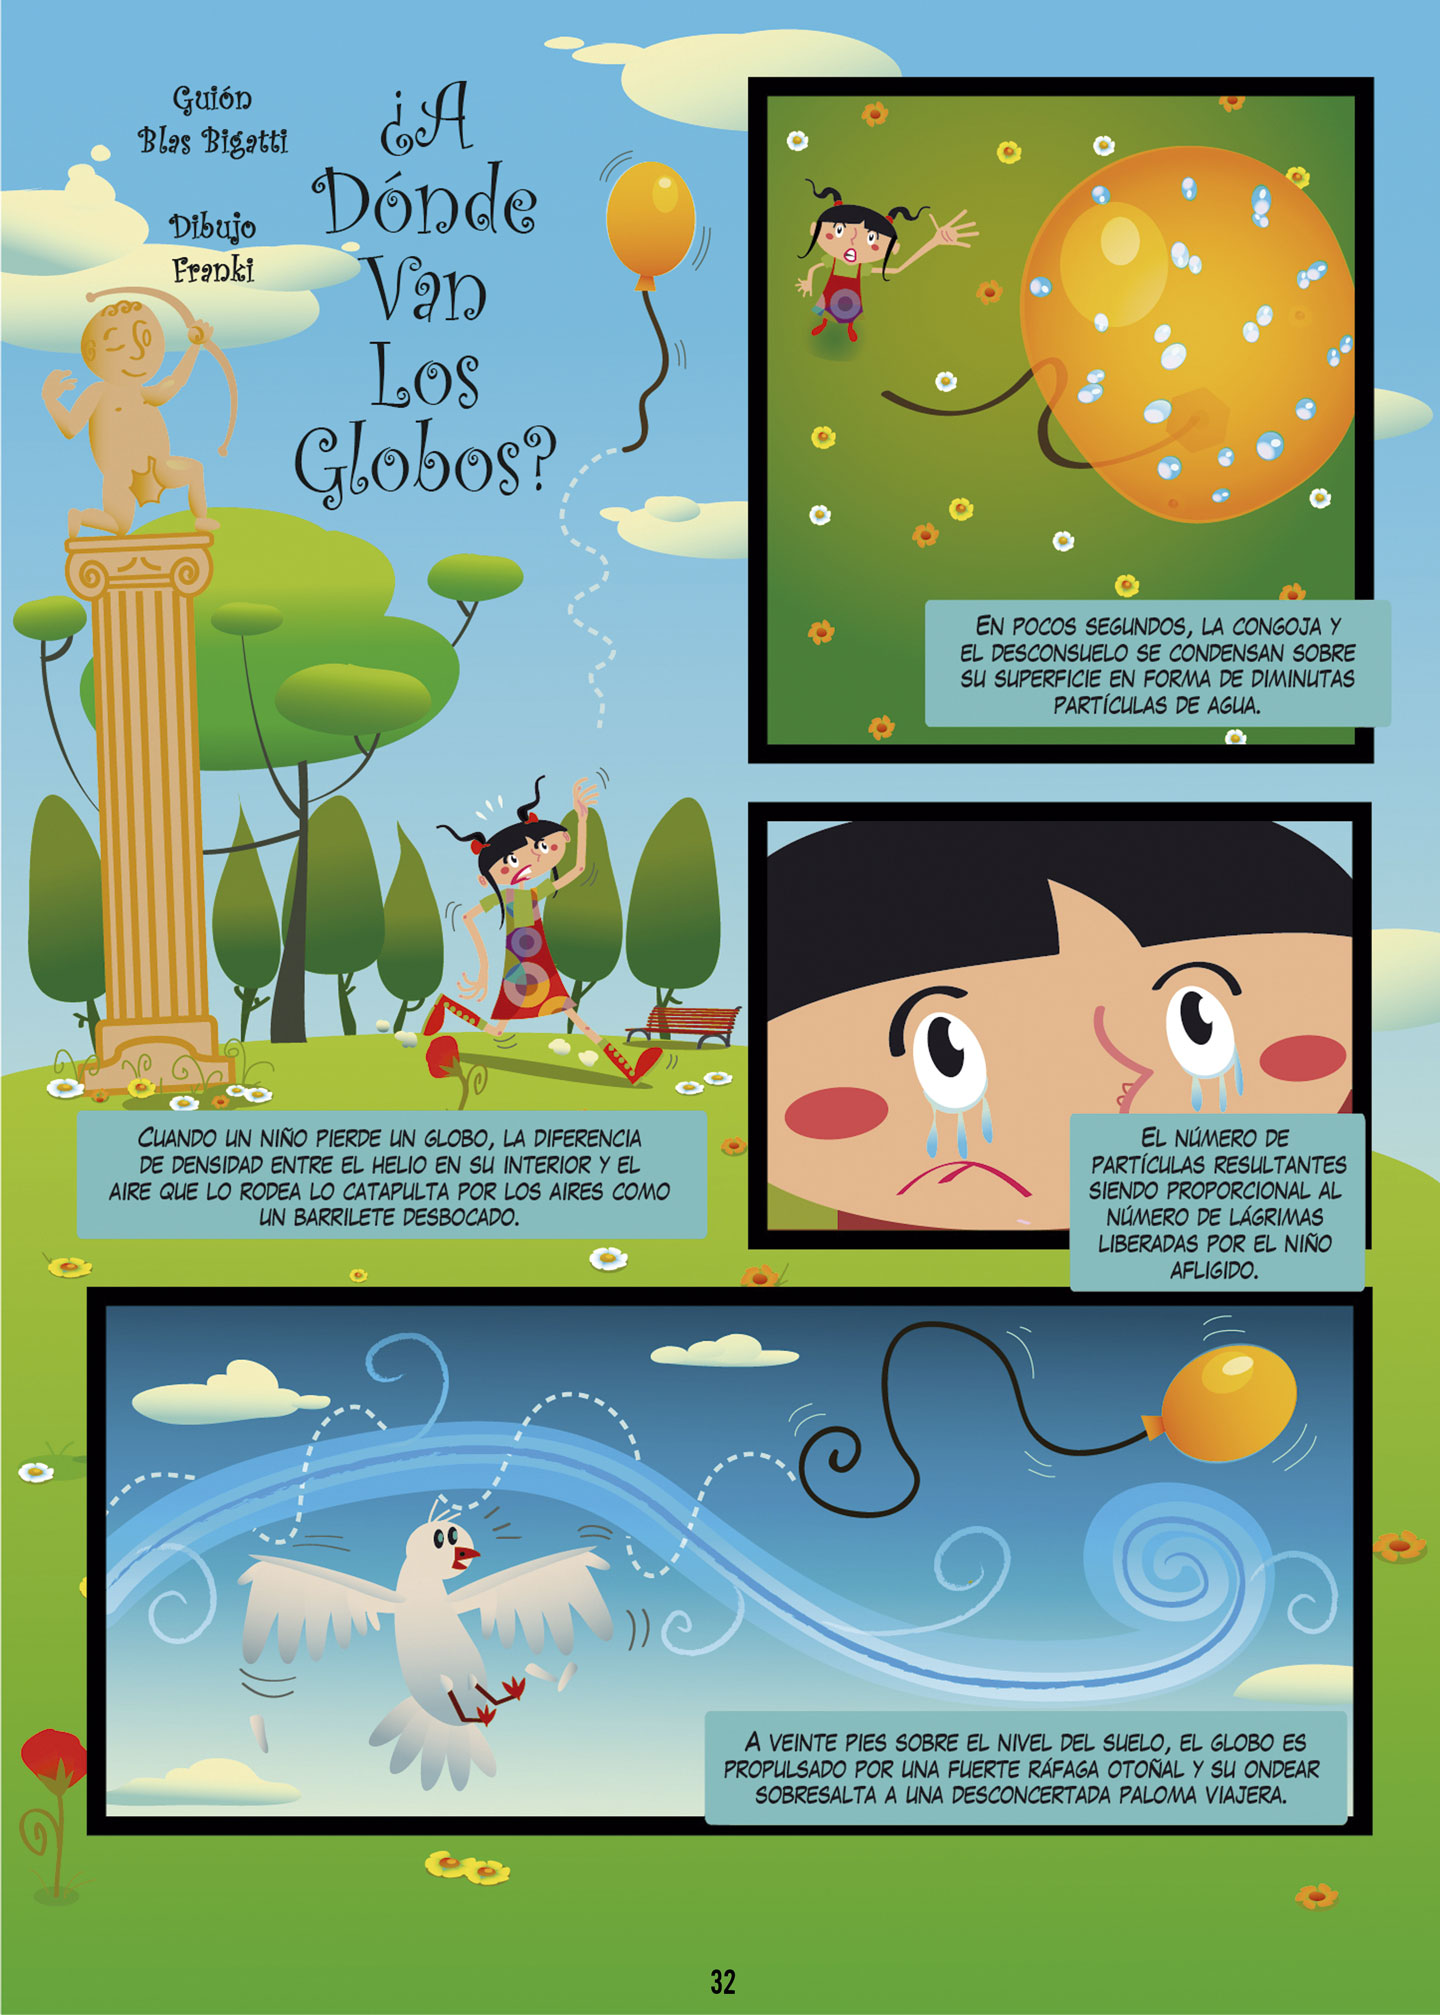 Guión
Blas Bigatti
Dibujo
Franki
¿A
Dónde
Van
Los
Globos?
CUANDO UN NIÑO PIERDE UN GLOBO, LA DIFERENCIA
DE DENSIDAD ENTRE EL HELIO EN SU INTERIOR Y EL
AIRE QUE LO RODEA LO CATAPULTA POR LOS AIRES COMO
UN BARRILETE DESBOCADO.
EN POCOS SEGUNDOS, LA CONGOJA Y
EL DESCONSUELO SE CONDENSAN SOBRE
SU SUPERFICIE EN FORMA DE DIMINUTAS
PARTÍCULAS DE AGUA.
EL NÚMERO DE
PARTÍCULAS RESULTANTES
SIENDO PROPORCIONAL AL
NÚMERO DE LÁGRIMAS
LIBERADAS POR EL NIÑO
AFLIGIDO.
A VEINTE PIES SOBRE EL NIVEL DEL SUELO, EL GLOBO ES
PROPULSADO POR UNA FUERTE RÁFAGA OTOÑAL Y SU ONDEAR
SOBRESALTA A UNA DESCONCERTADA PALOMA VIAJERA.
32